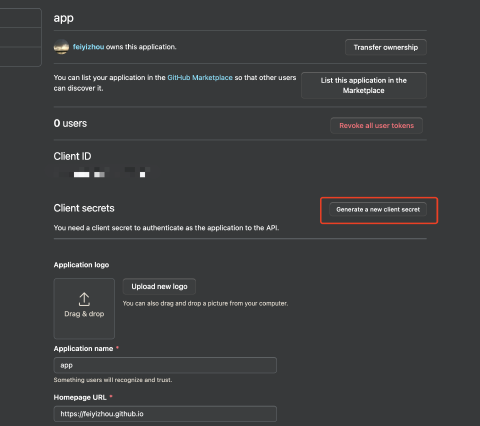 app
feiyizhou owns this application.
Transfer ownership
You can list your application in the GitHub Marketplace so that other users
can discover it.
List this application in the
Marketplace
0 users
Revoke all user tokens
Client ID
Client secrets
Generate a new client secret
You need a client secret to authenticate as the application to the API.
Application logo
Drag & drop
Upload new logo
You can also drag and drop a picture from your computer.
Application name *
app
Something users will recognize and trust.
Homepage URL *
https://feiyizhou.github.io